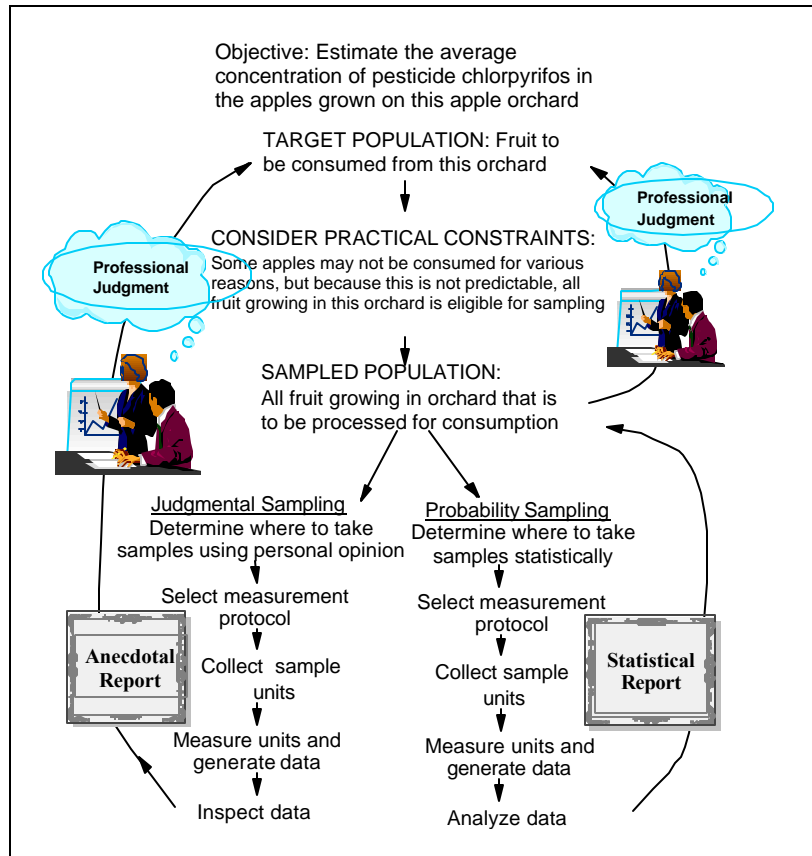 Objective: Estimate the average
concentration of pesticide chlorpyrifos in
the apples grown on this apple orchard
TARGET POPULATION: Fruit to
be consumed from this orchard
Professional
Judgment
CONSIDER PRACTICAL CONSTRAINTS:
Some apples may not be consumed for various
reasons, but because this is not predictable, all
fruit growing in this orchard is eligible for sampling
Professional
Judgment
SAMPLED POPULATION:
All fruit growing in orchard that is
to be processed for consumption
Judgmental Sampling
Determine where to take
samples using personal opinion
Select measurement
protocol
Collect sample
units
Measure units and
generate data
Inspect data
Anecdotal
Report
Probability Sampling
Determine where to take
samples statistically
Select measurement
protocol
Collect sample
units
Measure units and
generate data
Analyze data
Statistical
Report